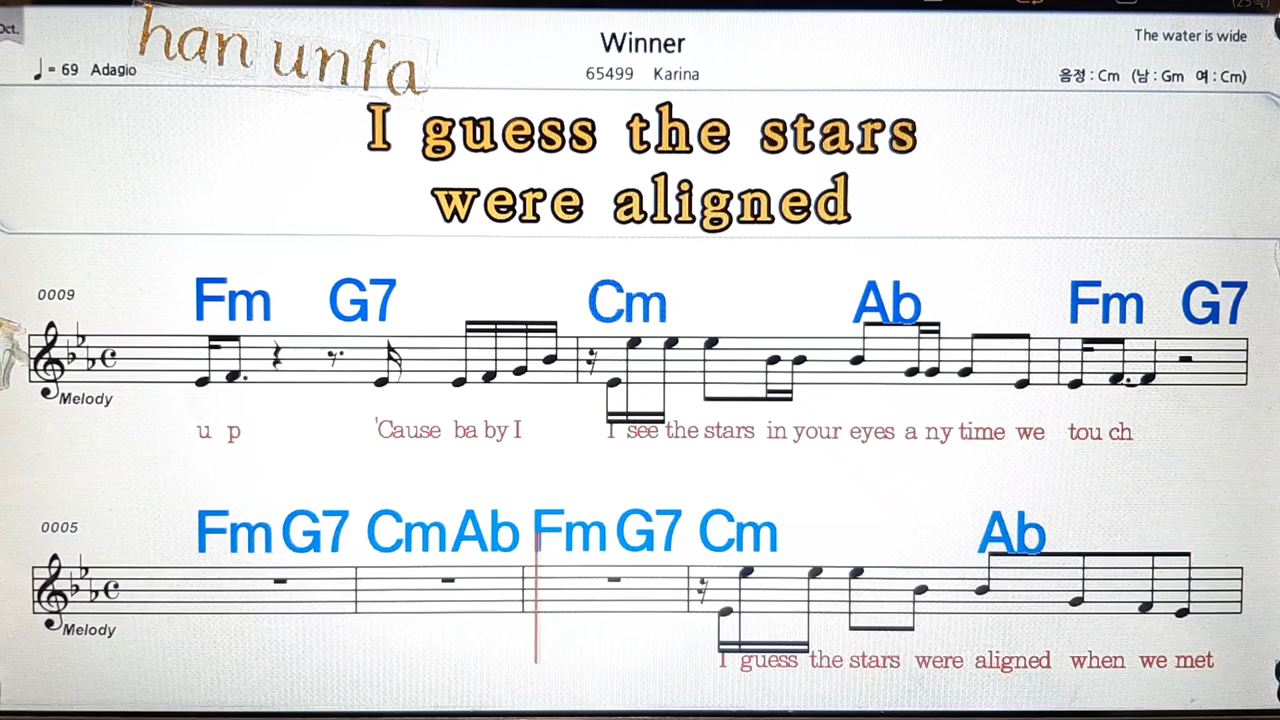 Oct.
han unfa
Winner
The water is wide
♩ = 69 Adagio
65499 Karina
음정 : Cm (남 : Gm 여 : Cm)
I guess the stars
were aligned
0009
Fm G7 Cm Ab Fm G7
Melody
u p 'Cause ba by I I see the stars in your eyes a ny time we tou ch
0005
Fm G7 Cm Ab Fm G7 Cm Ab
Melody
I guess the stars were aligned when we met